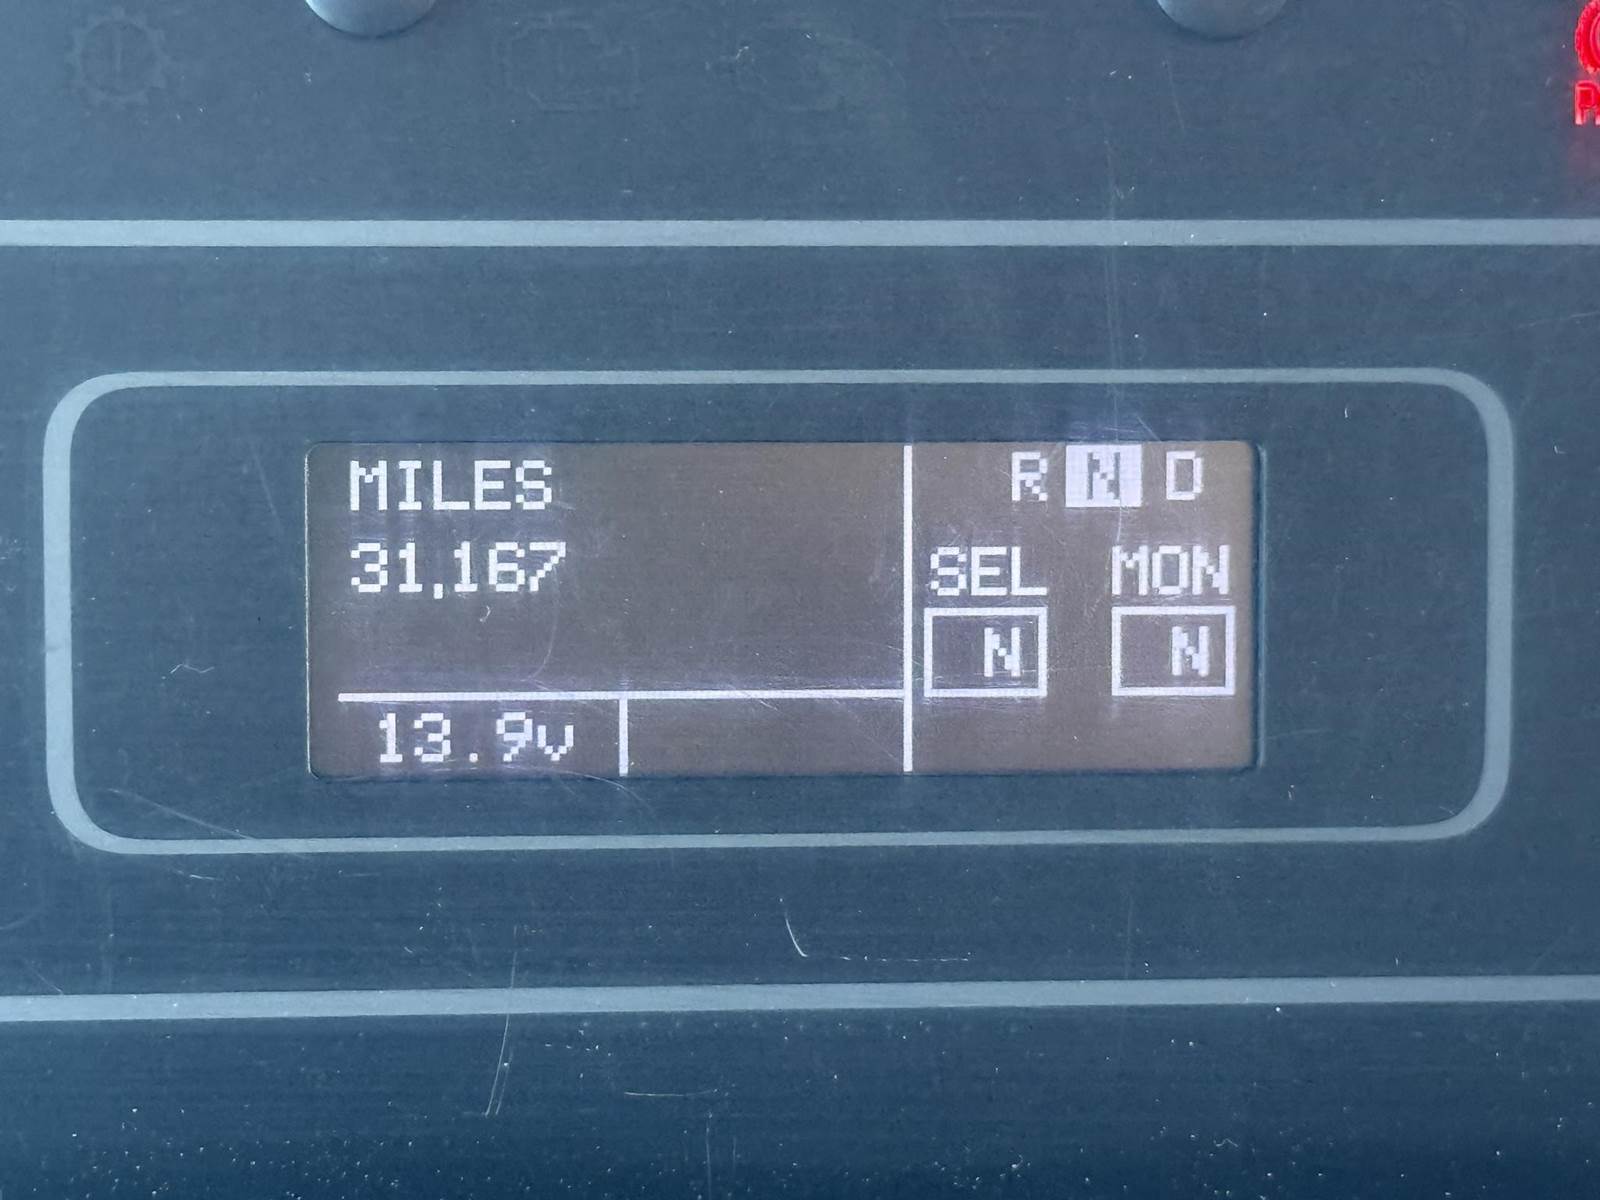 MILES
31,167
13.9v
R N D
SEL MON
N N